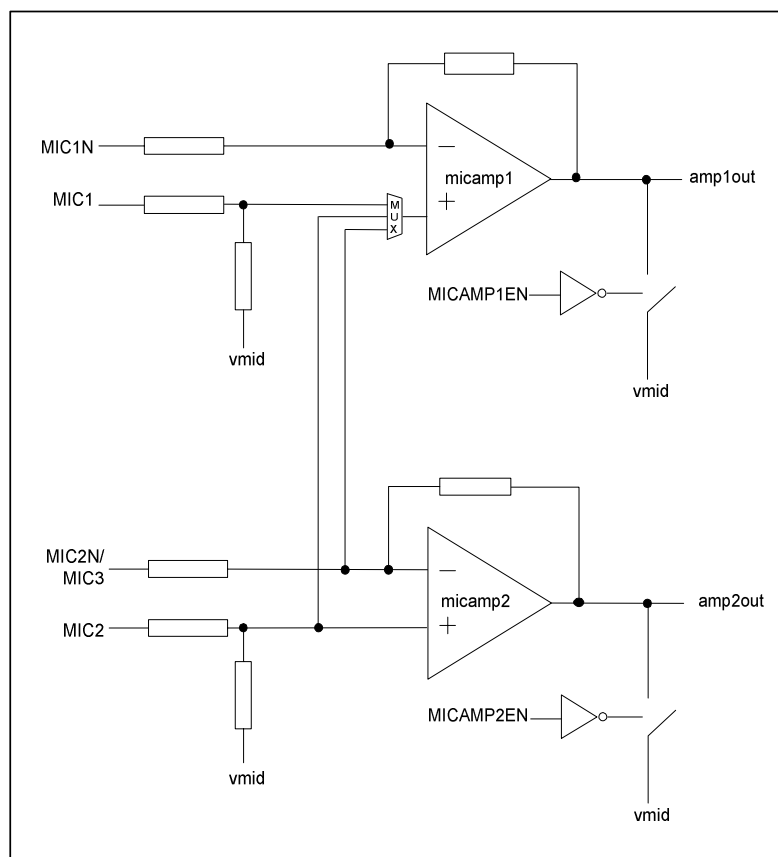 MIC1N
micamp1
amp1out
MIC1
M
U
X
MICAMP1EN
vmid
vmid
MIC2N/
MIC3
micamp2
amp2out
MIC2
MICAMP2EN
vmid
vmid